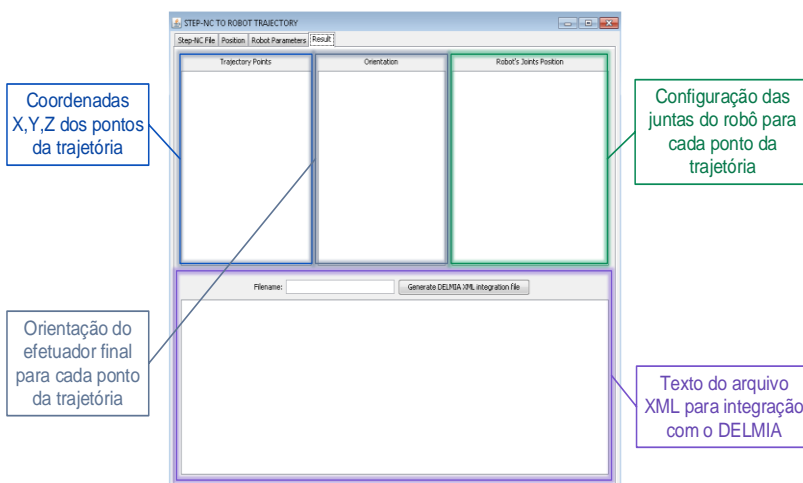 STEP-NC TO ROBOT TRAJECTORY
Step-NC File Position Robot Parameters Result
Trajectory Points Orientation Robot's Joints Position
Coordenadas
X,Y,Z dos pontos
da trajetória
Configuração das
juntas do robô para
cada ponto da
trajetória
Filename: Generate DELMIA XML integration file
Orientação do
efetuador final
para cada ponto
da trajetória
Texto do arquivo
XML para integração
com o DELMIA